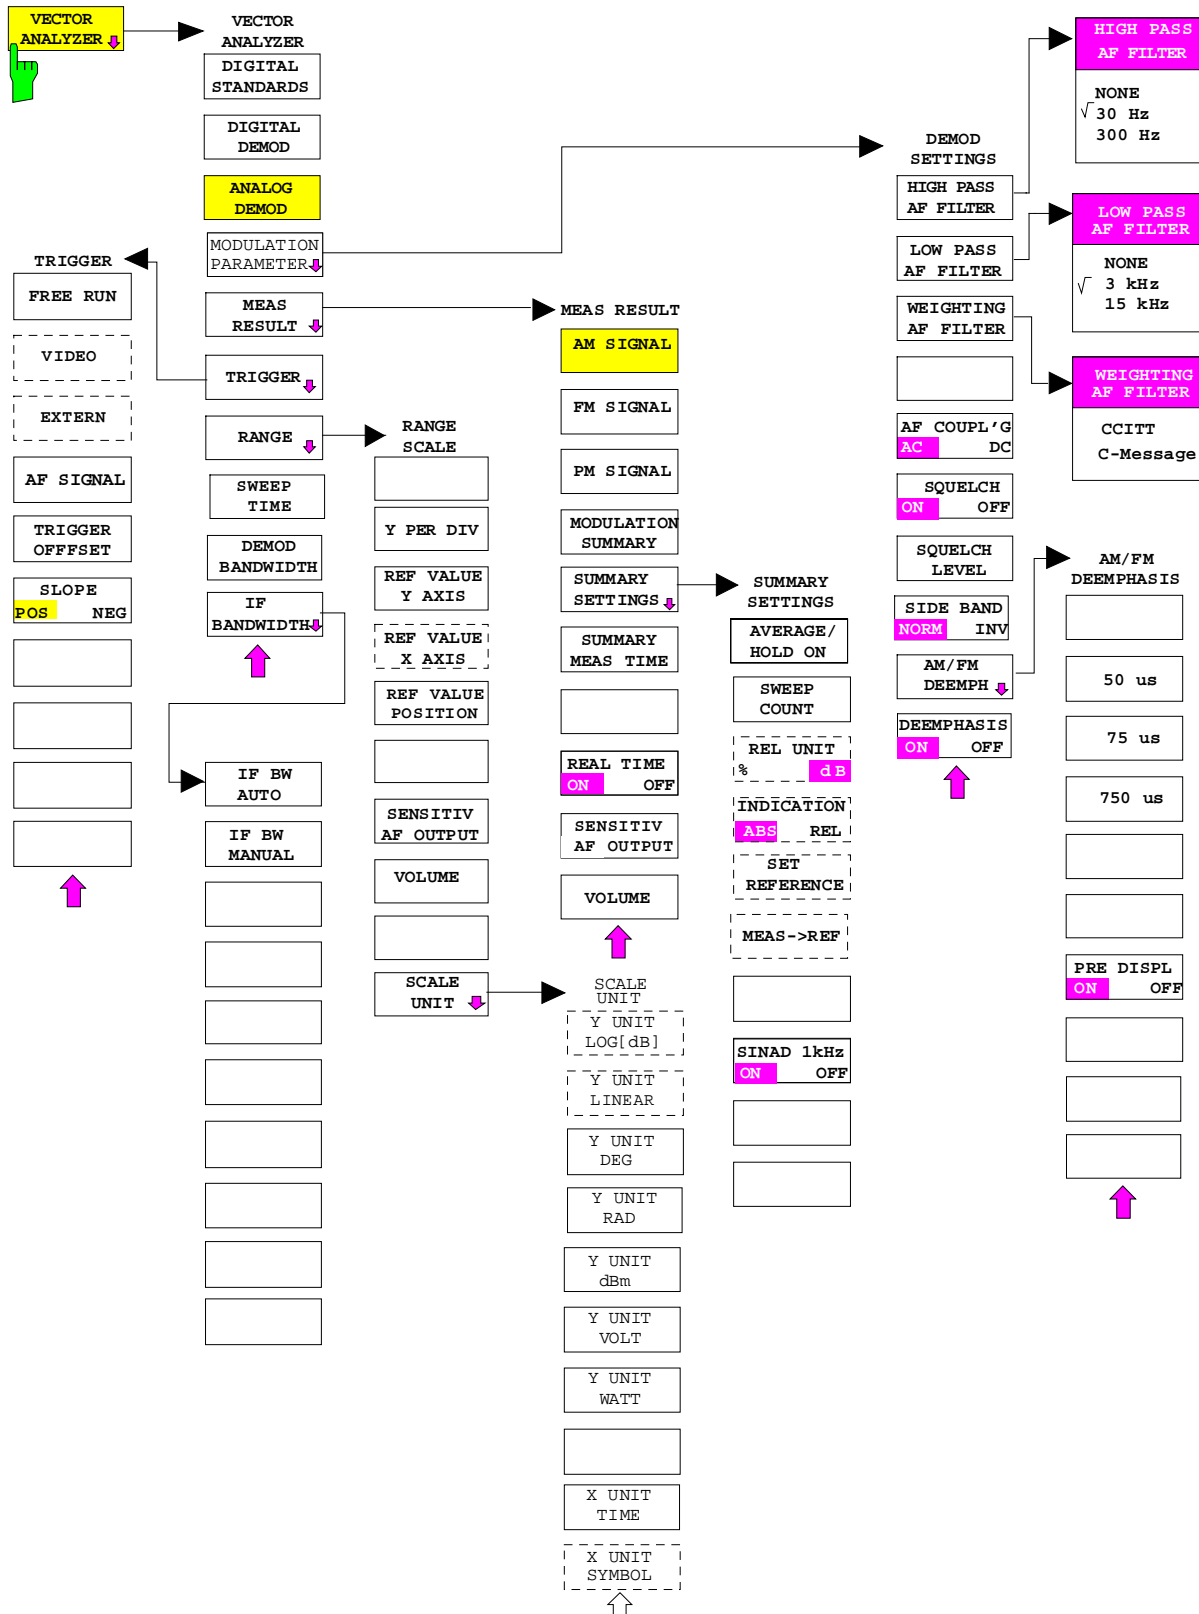 VECTOR
ANALYZER
VECTOR
ANALYZER
DIGITAL
STANDARDS
DIGITAL
DEMOD
ANALOG
DEMOD
MODULATION
PARAMETER
MEAS
RESULT
TRIGGER
RANGE
SWEEP
TIME
DEMOD
BANDWIDTH
IF
BANDWIDTH
TRIGGER
FREE RUN
VIDEO
EXTERN
AF SIGNAL
TRIGGER
OFFFSET
SLOPE
POS NEG
IF BW
AUTO
IF BW
MANUAL
RANGE
SCALE
Y PER DIV
REF VALUE
Y AXIS
REF VALUE
X AXIS
REF VALUE
POSITION
SENSITIV
AF OUTPUT
VOLUME
SCALE
UNIT
MEAS RESULT
AM SIGNAL
FM SIGNAL
PM SIGNAL
MODULATION
SUMMARY
SUMMARY
SETTINGS
SUMMARY
MEAS TIME
REAL TIME
ON OFF
SENSITIV
AF OUTPUT
VOLUME
SCALE
UNIT
Y UNIT
LOG[dB]
Y UNIT
LINEAR
Y UNIT
DEG
Y UNIT
RAD
Y UNIT
dBm
Y UNIT
VOLT
Y UNIT
WATT
X UNIT
TIME
X UNIT
SYMBOL
SUMMARY
SETTINGS
AVERAGE/
HOLD ON
SWEEP
COUNT
REL UNIT
% dB
INDICATION
ABS REL
SET
REFERENCE
MEAS->REF
SINAD 1kHz
ON OFF
DEMOD
SETTINGS
HIGH PASS
AF FILTER
LOW PASS
AF FILTER
WEIGHTING
AF FILTER
AF COUPL'G
AC DC
SQUELCH
ON OFF
SQUELCH
LEVEL
SIDE BAND
NORM INV
AM/FM
DEEMPH
DEEMPHASIS
ON OFF
HIGH PASS
AF FILTER
NONE
√ 30 Hz
300 Hz
LOW PASS
AF FILTER
NONE
√ 3 kHz
15 kHz
WEIGHTING
AF FILTER
CCITT
C-Message
AM/FM
DEEMPHASIS
50 us
75 us
750 us
PRE DISPL
ON OFF